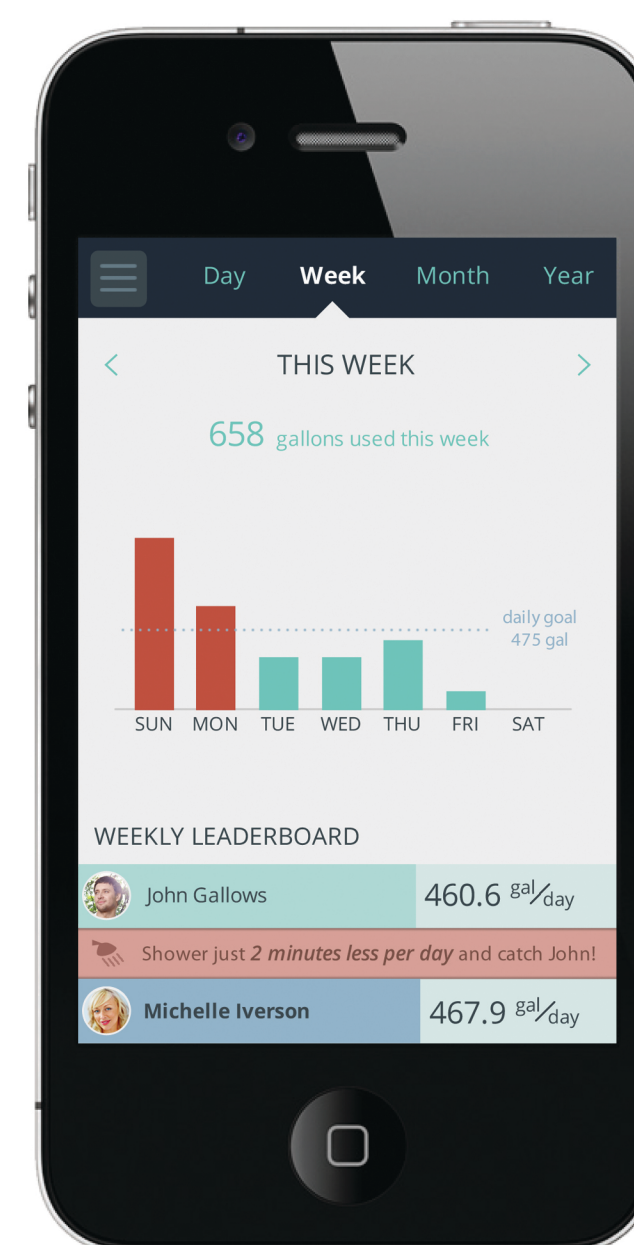 Day Week Month Year
THIS WEEK
658 gallons used this week
daily goal
475 gal
SUN MON TUE WED THU FRI SAT
WEEKLY LEADERBOARD
John Gallows 460.6 gal/day
Shower just 2 minutes less per day and catch John!
Michelle Iverson 467.9 gal/day